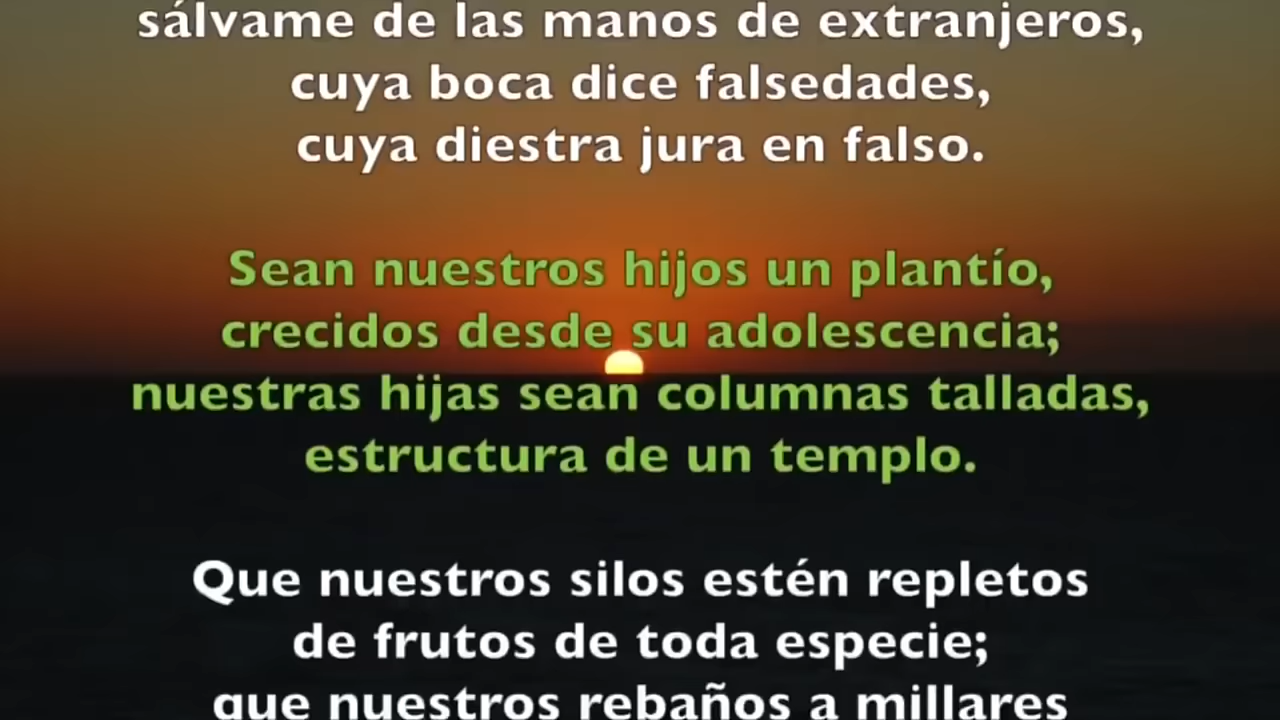 sálvame de las manos de extranjeros,
cuya boca dice falsedades,
cuya diestra jura en falso.
Sean nuestros hijos un plantío,
crecidos desde su adolescencia;
nuestras hijas sean columnas talladas,
estructura de un templo.
Que nuestros silos estén repletos
de frutos de toda especie;
que nuestros rebaños a millares